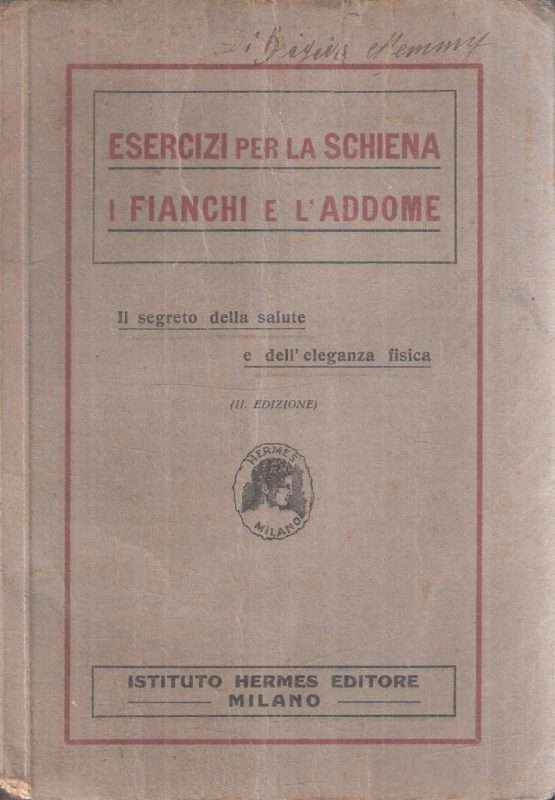 ESERCIZI PER LA SCHIENA
I FIANCHI E L'ADDOME
Il segreto della salute
e dell'eleganza fisica
(II. EDIZIONE)
HERMES
MILANO
ISTITUTO HERMES EDITORE
MILANO